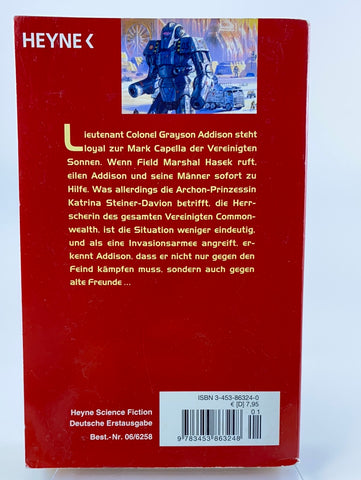 HEYNE<
Lieutenant Colonel Grayson Addison steht
loyal zur Mark Capella der Vereinigten
Sonnen. Wenn Field Marshal Hasek ruft,
eilen Addison und seine Männer sofort zu
Hilfe. Was allerdings die Archon-Prinzessin
Katrina Steiner-Davion betrifft, die Herr-
scherin des gesamten Vereinigten Common-
wealth, ist die Situation weniger eindeutig,
und als eine Invasionsarmee angreift, er-
kennt Addison, dass er nicht nur gegen den
Feind kämpfen muss, sondern auch gegen
alte Freunde ...
ISBN 3-453-86324-0
€ [D] 7,95
01
9 783453 863248
Heyne Science Fiction
Deutsche Erstausgabe
Best.-Nr. 06/6258